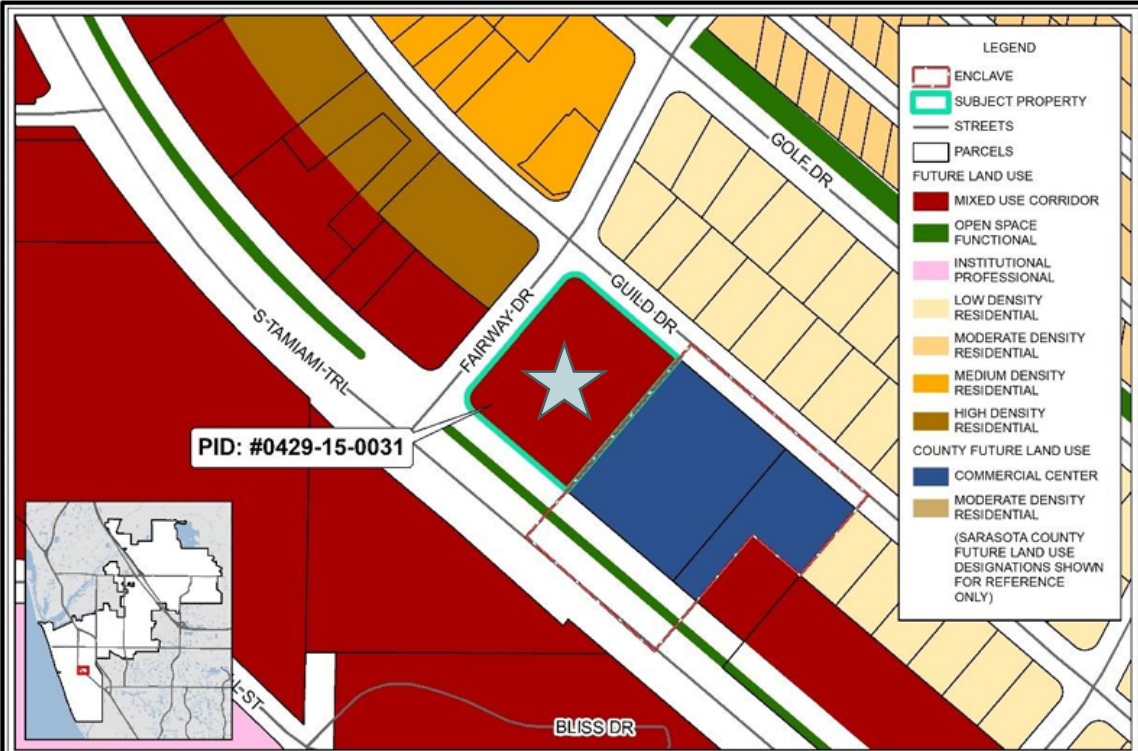 LEGEND
ENCLAVE
SUBJECT PROPERTY
STREETS
PARCELS
FUTURE LAND USE
MIXED USE CORRIDOR
OPEN SPACE
FUNCTIONAL
INSTITUTIONAL
PROFESSIONAL
LOW DENSITY
RESIDENTIAL
MODERATE DENSITY
RESIDENTIAL
MEDIUM DENSITY
RESIDENTIAL
HIGH DENSITY
RESIDENTIAL
COUNTY FUTURE LAND USE
COMMERCIAL CENTER
MODERATE DENSITY
RESIDENTIAL
(SARASOTA COUNTY
FUTURE LAND USE
DESIGNATIONS SHOWN
FOR REFERENCE
ONLY)
GOLF DR
GUILD DR
FAIRWAY DR
S TAMIAMI TRL
PID: #0429-15-0031
BLISS DR